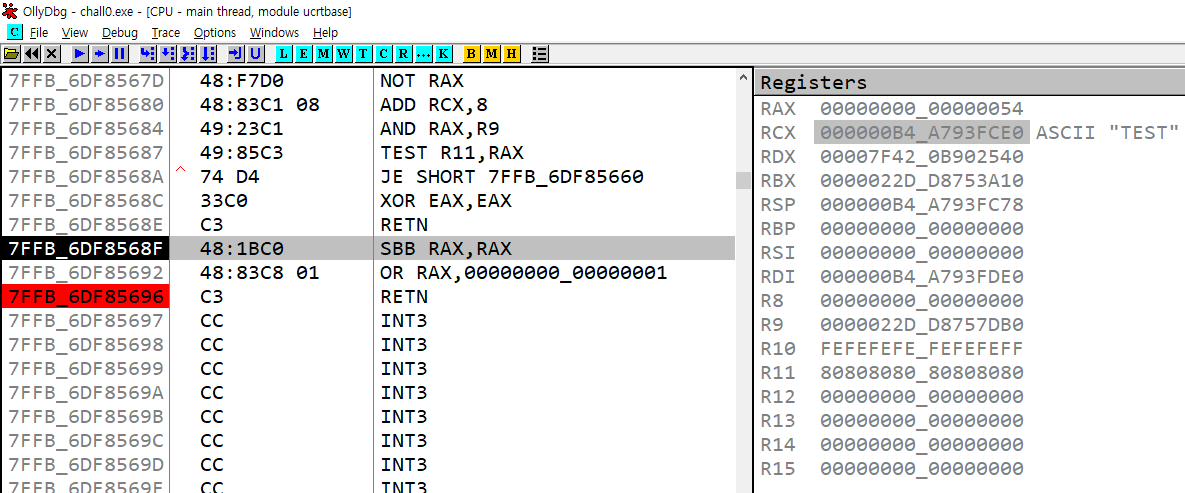 OllyDbg - chall0.exe - [CPU - main thread, module ucrtbase]
C File View Debug Trace Options Windows Help
L E M W T C R ... K B M H
7FFB_6DF8567D 48:F7D0 NOT RAX
7FFB_6DF85680 48:83C1 08 ADD RCX,8
7FFB_6DF85684 49:23C1 AND RAX,R9
7FFB_6DF85687 49:85C3 TEST R11,RAX
7FFB_6DF8568A ^ 74 D4 JE SHORT 7FFB_6DF85660
7FFB_6DF8568C 33C0 XOR EAX,EAX
7FFB_6DF8568E C3 RETN
7FFB_6DF8568F 48:1BC0 SBB RAX,RAX
7FFB_6DF85692 48:83C8 01 OR RAX,00000000_00000001
7FFB_6DF85696 C3 RETN
7FFB_6DF85697 CC INT3
7FFB_6DF85698 CC INT3
7FFB_6DF85699 CC INT3
7FFB_6DF8569A CC INT3
7FFB_6DF8569B CC INT3
7FFB_6DF8569C CC INT3
7FFB_6DF8569D CC INT3
7FFB_6DF8569E CC INT3
Registers
RAX 00000000_00000054
RCX 000000B4_A793FCE0 ASCII "TEST"
RDX 00007F42_0B902540
RBX 0000022D_D8753A10
RSP 000000B4_A793FC78
RBP 00000000_00000000
RSI 00000000_00000000
RDI 000000B4_A793FDE0
R8 00000000_00000000
R9 0000022D_D8757DB0
R10 FEFEFEFE_FEFEFEFF
R11 80808080_80808080
R12 00000000_00000000
R13 00000000_00000000
R14 00000000_00000000
R15 00000000_00000000